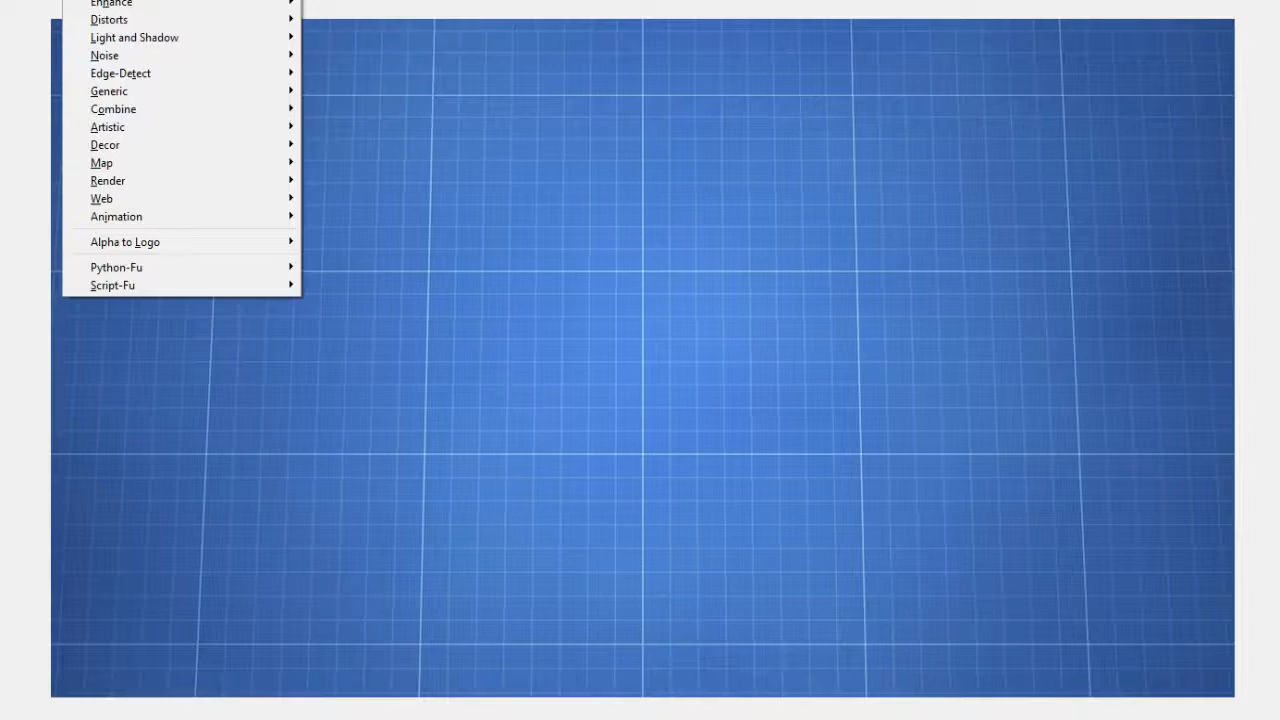 Enhance
Distorts
Light and Shadow
Noise
Edge-Detect
Generic
Combine
Artistic
Decor
Map
Render
Web
Animation
Alpha to Logo
Python-Fu
Script-Fu